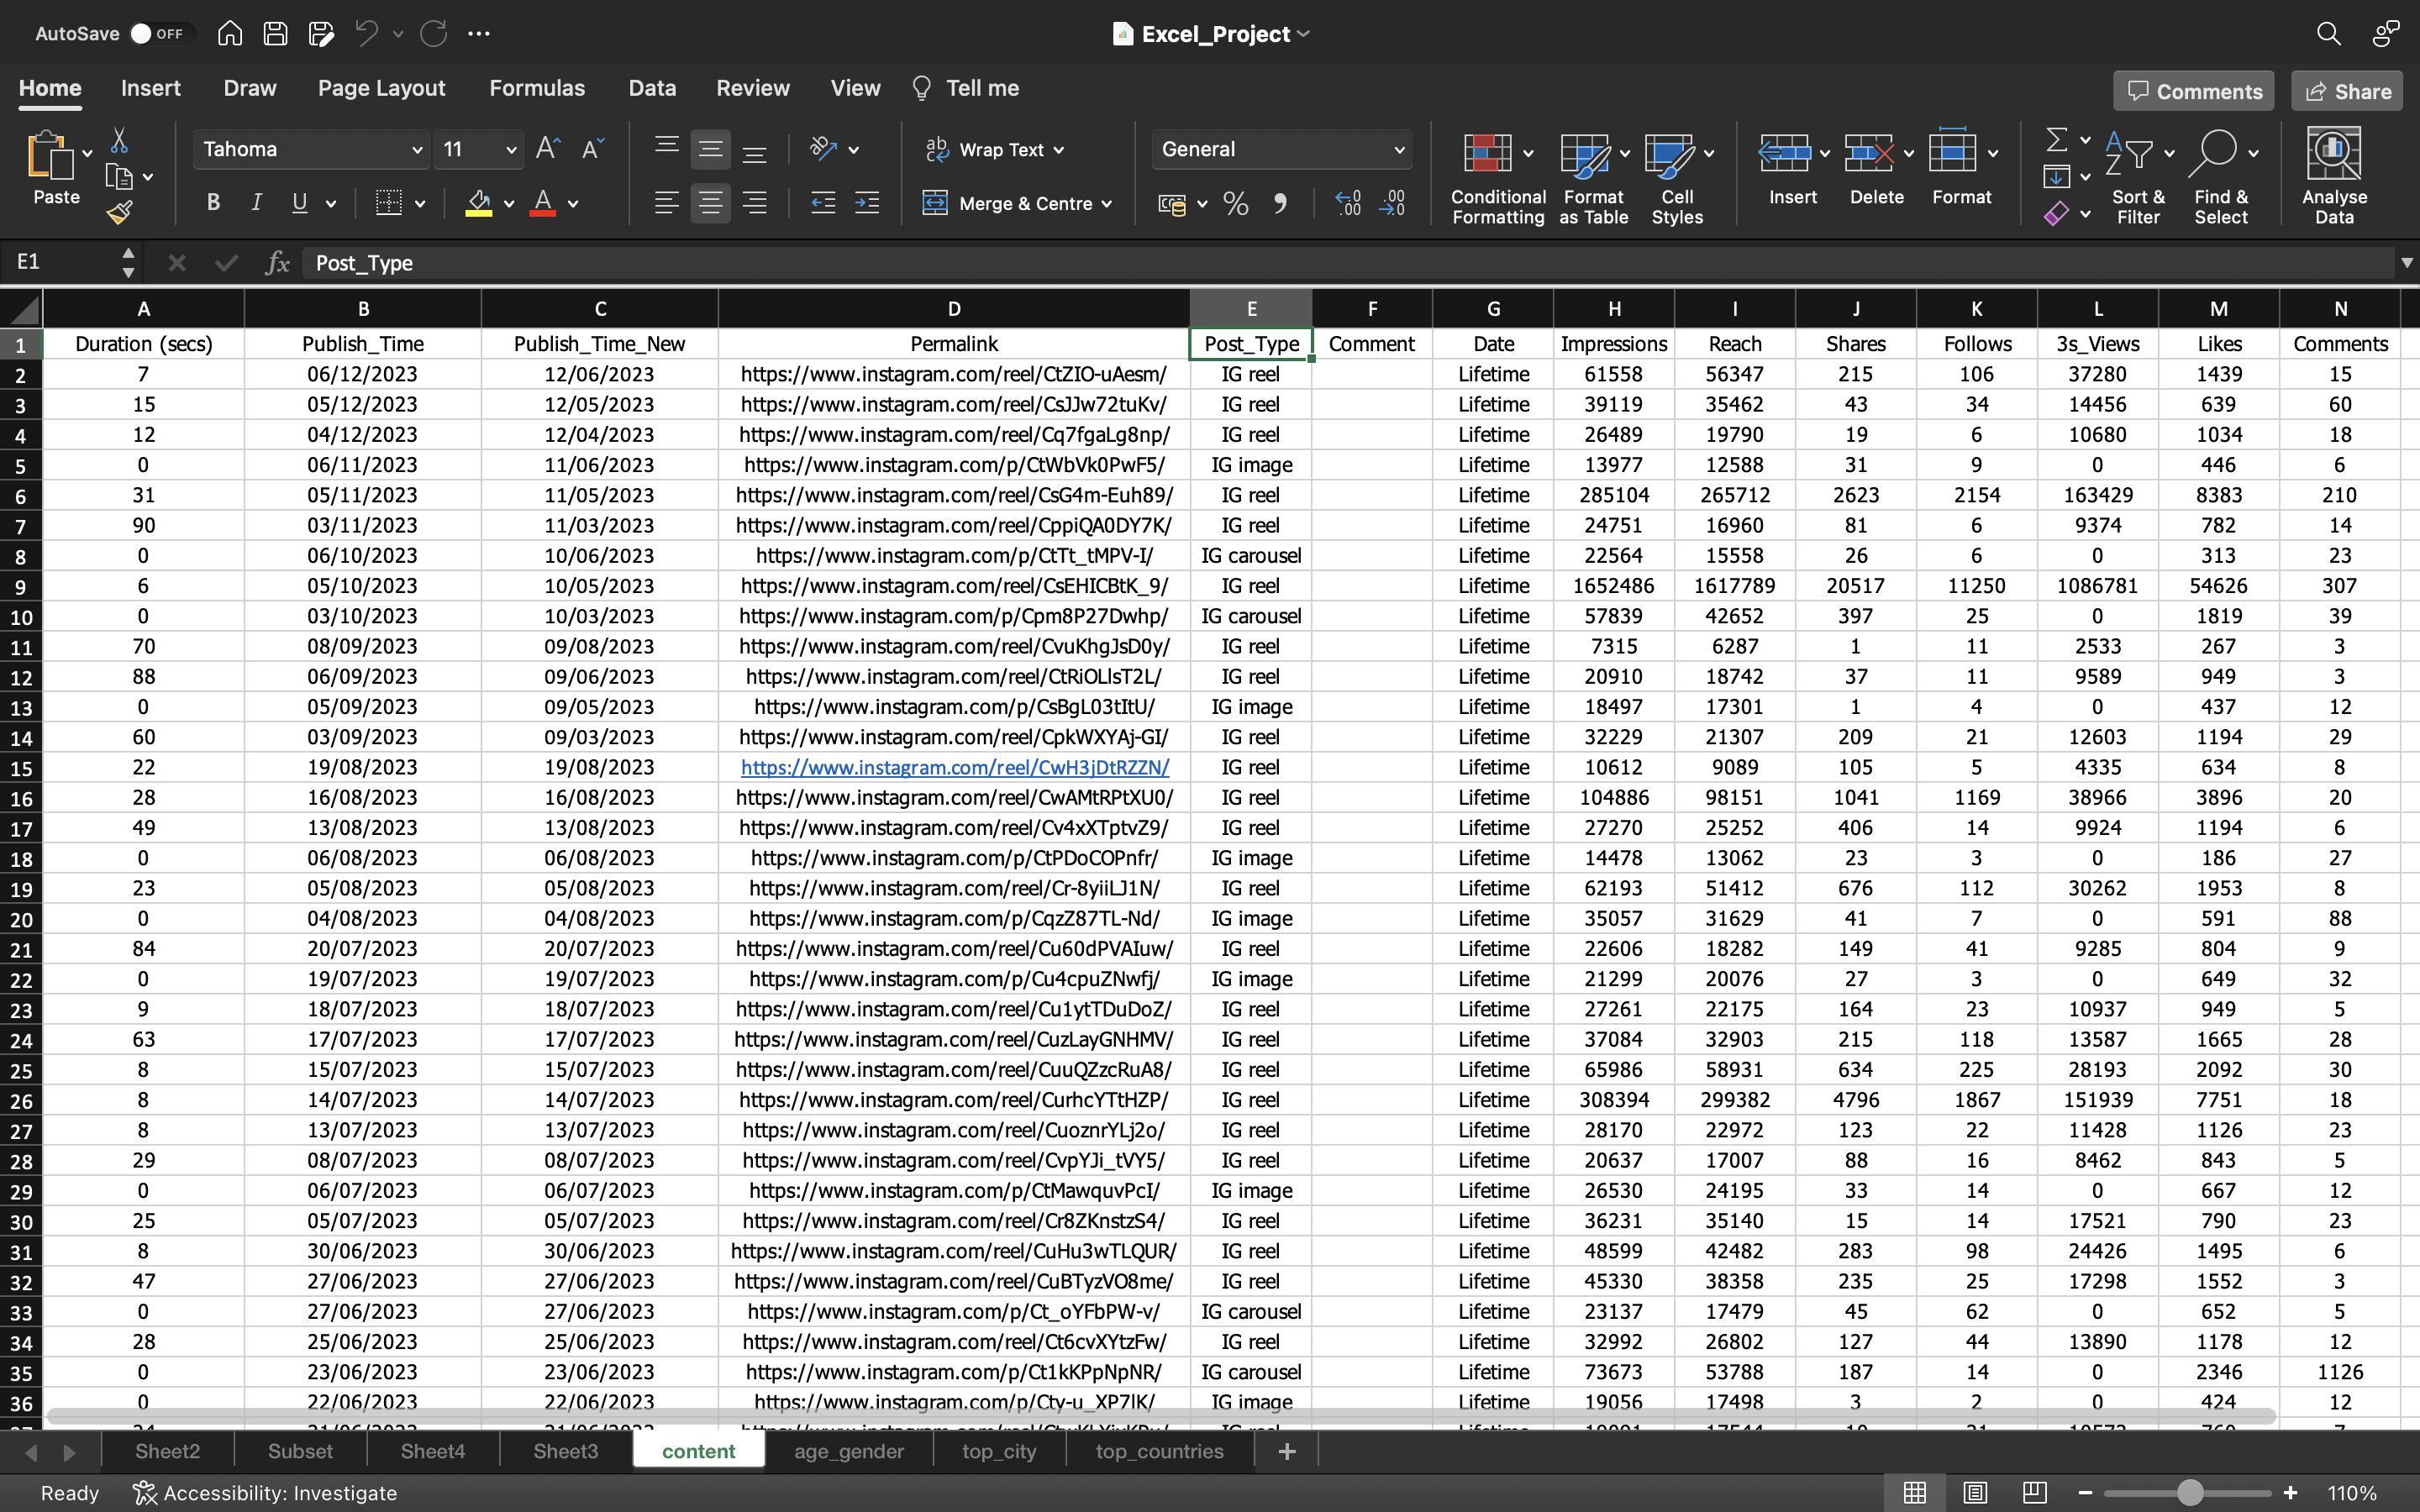 AutoSave OFF
Excel_Project
Home Insert Draw Page Layout Formulas Data Review View Tell me Comments Share
Paste Tahoma 11 B I U Wrap Text Merge & Centre General Conditional Formatting Format as Table Cell Styles Insert Delete Format Sort & Filter Find & Select Analyse Data
E1 fx Post_Type
A B C D E F G H I J K L M N
1 Duration (secs) Publish_Time Publish_Time_New Permalink Post_Type Comment Date Impressions Reach Shares Follows 3s_Views Likes Comments
2 7 06/12/2023 12/06/2023 https://www.instagram.com/reel/CtZIO-uAesm/ IG reel Lifetime 61558 56347 215 106 37280 1439 15
3 15 05/12/2023 12/05/2023 https://www.instagram.com/reel/CsJJw72tuKv/ IG reel Lifetime 39119 35462 43 34 14456 639 60
4 12 04/12/2023 12/04/2023 https://www.instagram.com/reel/Cq7fgaLg8np/ IG reel Lifetime 26489 19790 19 6 10680 1034 18
5 0 06/11/2023 11/06/2023 https://www.instagram.com/p/CtWbVk0PwF5/ IG image Lifetime 13977 12588 31 9 0 446 6
6 31 05/11/2023 11/05/2023 https://www.instagram.com/reel/CsG4m-Euh89/ IG reel Lifetime 285104 265712 2623 2154 163429 8383 210
7 90 03/11/2023 11/03/2023 https://www.instagram.com/reel/CppiQA0DY7K/ IG reel Lifetime 24751 16960 81 6 9374 782 14
8 0 06/10/2023 10/06/2023 https://www.instagram.com/p/CtTt_tMPV-I/ IG carousel Lifetime 22564 15558 26 6 0 313 23
9 6 05/10/2023 10/05/2023 https://www.instagram.com/reel/CsEHICBtK_9/ IG reel Lifetime 1652486 1617789 20517 11250 1086781 54626 307
10 0 03/10/2023 10/03/2023 https://www.instagram.com/p/Cpm8P27Dwhp/ IG carousel Lifetime 57839 42652 397 25 0 1819 39
11 70 08/09/2023 09/08/2023 https://www.instagram.com/reel/CvuKhgJsD0y/ IG reel Lifetime 7315 6287 1 11 2533 267 3
12 88 06/09/2023 09/06/2023 https://www.instagram.com/reel/CtRiOLlsT2L/ IG reel Lifetime 20910 18742 37 11 9589 949 3
13 0 05/09/2023 09/05/2023 https://www.instagram.com/p/CsBgL03tItU/ IG image Lifetime 18497 17301 1 4 0 437 12
14 60 03/09/2023 09/03/2023 https://www.instagram.com/reel/CpkWXYAj-GI/ IG reel Lifetime 32229 21307 209 21 12603 1194 29
15 22 19/08/2023 19/08/2023 https://www.instagram.com/reel/CwH3jDtRZZN/ IG reel Lifetime 10612 9089 105 5 4335 634 8
16 28 16/08/2023 16/08/2023 https://www.instagram.com/reel/CwAMtRPtXU0/ IG reel Lifetime 104886 98151 1041 1169 38966 3896 20
17 49 13/08/2023 13/08/2023 https://www.instagram.com/reel/Cv4xXTptvZ9/ IG reel Lifetime 27270 25252 406 14 9924 1194 6
18 0 06/08/2023 06/08/2023 https://www.instagram.com/p/CtPDoCOPnfr/ IG image Lifetime 14478 13062 23 3 0 186 27
19 23 05/08/2023 05/08/2023 https://www.instagram.com/reel/Cr-8yiiLJ1N/ IG reel Lifetime 62193 51412 676 112 30262 1953 8
20 0 04/08/2023 04/08/2023 https://www.instagram.com/p/CqzZ87TL-Nd/ IG image Lifetime 35057 31629 41 7 0 591 88
21 84 20/07/2023 20/07/2023 https://www.instagram.com/reel/Cu60dPVAIuw/ IG reel Lifetime 22606 18282 149 41 9285 804 9
22 0 19/07/2023 19/07/2023 https://www.instagram.com/p/Cu4cpuZNwfj/ IG image Lifetime 21299 20076 27 3 0 649 32
23 9 18/07/2023 18/07/2023 https://www.instagram.com/reel/Cu1ytTDuDoZ/ IG reel Lifetime 27261 22175 164 23 10937 949 5
24 63 17/07/2023 17/07/2023 https://www.instagram.com/reel/CuzLayGNHMV/ IG reel Lifetime 37084 32903 215 118 13587 1665 28
25 8 15/07/2023 15/07/2023 https://www.instagram.com/reel/CuuQZzcRuA8/ IG reel Lifetime 65986 58931 634 225 28193 2092 30
26 8 14/07/2023 14/07/2023 https://www.instagram.com/reel/CurhcYTtHZP/ IG reel Lifetime 308394 299382 4796 1867 151939 7751 18
27 8 13/07/2023 13/07/2023 https://www.instagram.com/reel/CuoznrYLj2o/ IG reel Lifetime 28170 22972 123 22 11428 1126 23
28 29 08/07/2023 08/07/2023 https://www.instagram.com/reel/CvpYJi_tVY5/ IG reel Lifetime 20637 17007 88 16 8462 843 5
29 0 06/07/2023 06/07/2023 https://www.instagram.com/p/CtMawquvPcI/ IG image Lifetime 26530 24195 33 14 0 667 12
30 25 05/07/2023 05/07/2023 https://www.instagram.com/reel/Cr8ZKnstzS4/ IG reel Lifetime 36231 35140 15 14 17521 790 23
31 8 30/06/2023 30/06/2023 https://www.instagram.com/reel/CuHu3wTLQUR/ IG reel Lifetime 48599 42482 283 98 24426 1495 6
32 47 27/06/2023 27/06/2023 https://www.instagram.com/reel/CuBTyzVO8me/ IG reel Lifetime 45330 38358 235 25 17298 1552 3
33 0 27/06/2023 27/06/2023 https://www.instagram.com/p/Ct_oYFbPW-v/ IG carousel Lifetime 23137 17479 45 62 0 652 5
34 28 25/06/2023 25/06/2023 https://www.instagram.com/reel/Ct6cvXYtzFw/ IG reel Lifetime 32992 26802 127 44 13890 1178 12
35 0 23/06/2023 23/06/2023 https://www.instagram.com/p/Ct1kKPpNpNR/ IG carousel Lifetime 73673 53788 187 14 0 2346 1126
36 0 22/06/2023 22/06/2023 https://www.instagram.com/p/Cty-u_XP7lK/ IG image Lifetime 19056 17498 3 2 0 424 12
Sheet2 Subset Sheet4 Sheet3 content age_gender top_city top_countries
Ready Accessibility: Investigate 110%